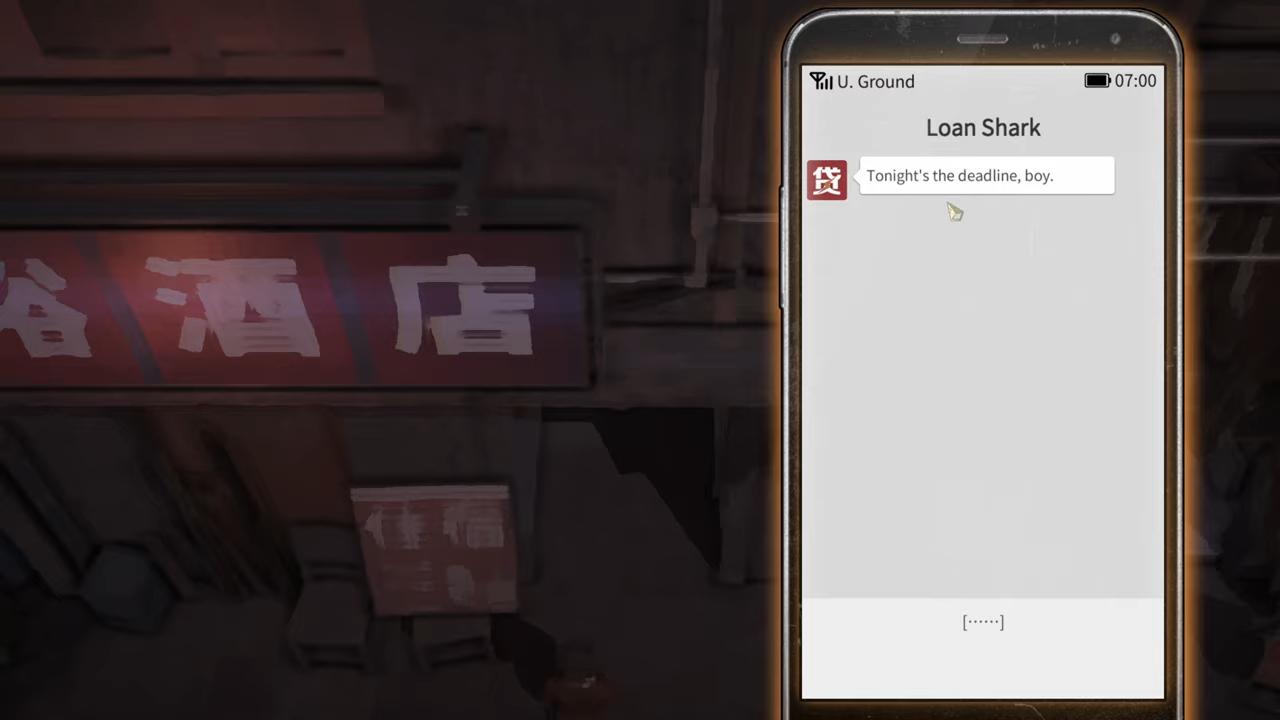 U. Ground
07:00
Loan Shark
贷
Tonight's the deadline, boy.
[······]
酒店